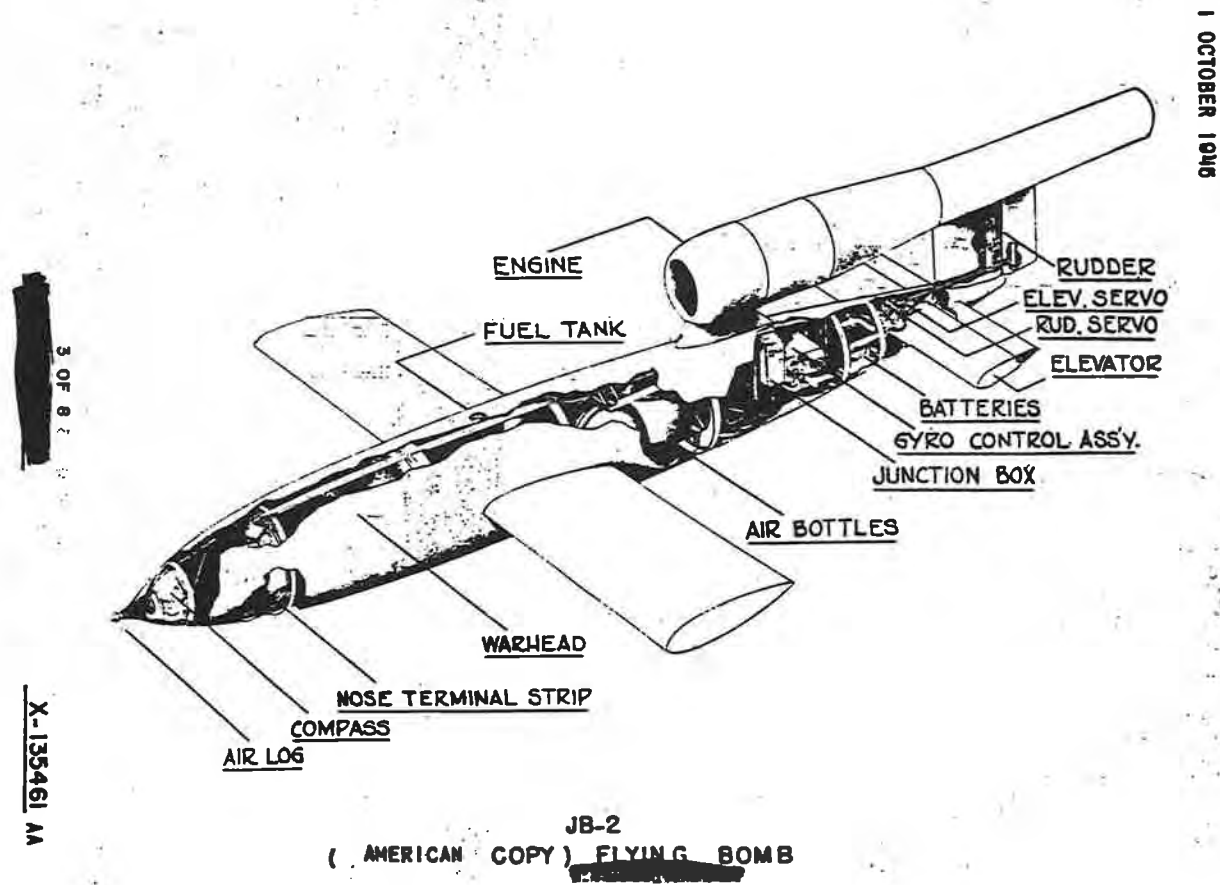 1 OCTOBER 1946
ENGINE
FUEL TANK
RUDDER
ELEV. SERVO
RUD. SERVO
ELEVATOR
BATTERIES
GYRO CONTROL ASS'Y.
JUNCTION BOX
AIR BOTTLES
WARHEAD
NOSE TERMINAL STRIP
COMPASS
AIR LOG
3 OF 8
X-135461 AA
JB-2
( AMERICAN COPY ) FLYING BOMB